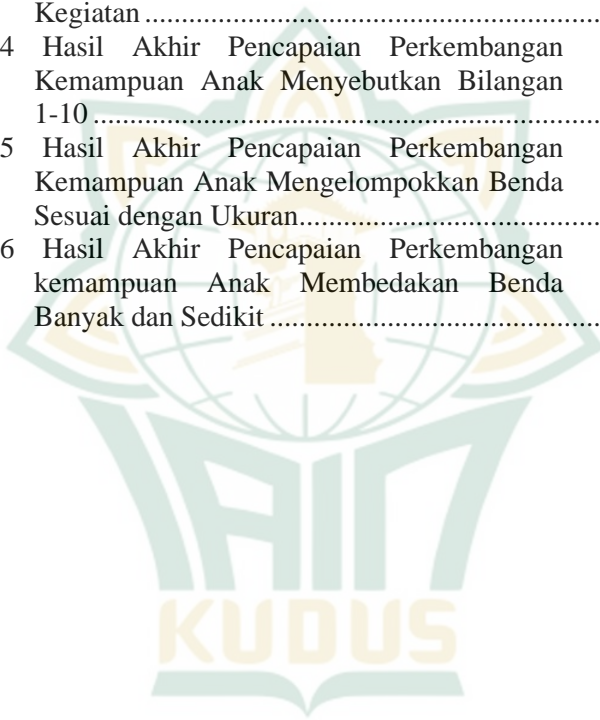 Kegiatan ............................................................
4 Hasil Akhir Pencapaian Perkembangan
Kemampuan Anak Menyebutkan Bilangan
1-10 ...................................................................
5 Hasil Akhir Pencapaian Perkembangan
Kemampuan Anak Mengelompokkan Benda
Sesuai dengan Ukuran.......................................
6 Hasil Akhir Pencapaian Perkembangan
kemampuan Anak Membedakan Benda
Banyak dan Sedikit ...........................................
IAIN
KUDUS